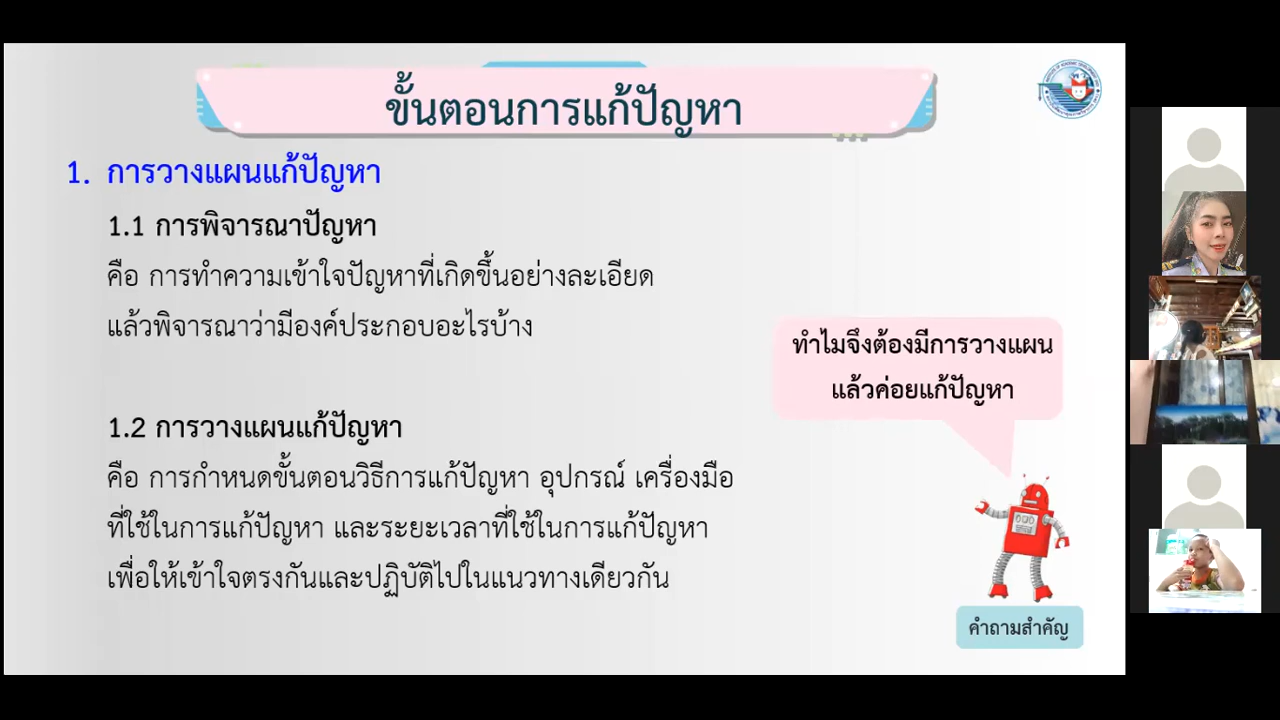 ขั้นตอนการแก้ปัญหา
1. การวางแผนแก้ปัญหา
1.1 การพิจารณาปัญหา
คือ การทำความเข้าใจปัญหาที่เกิดขึ้นอย่างละเอียด
แล้วพิจารณาว่ามีองค์ประกอบอะไรบ้าง
1.2 การวางแผนแก้ปัญหา
คือ การกำหนดขั้นตอนวิธีการแก้ปัญหา อุปกรณ์ เครื่องมือ
ที่ใช้ในการแก้ปัญหา และระยะเวลาที่ใช้ในการแก้ปัญหา
เพื่อให้เข้าใจตรงกันและปฏิบัติไปในแนวทางเดียวกัน
ทำไมจึงต้องมีการวางแผน
แล้วค่อยแก้ปัญหา
คำถามสำคัญ